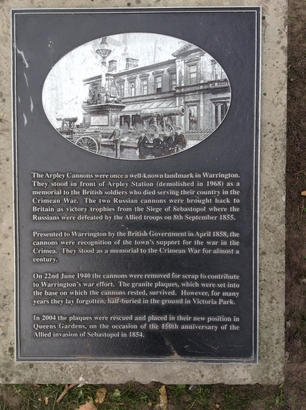 The Arpley Cannons were once a well-known landmark in Warrington.
They stood in front of Arpley Station (demolished in 1968) as a
memorial to the British soldiers who died serving their country in the
Crimean War. The two Russian cannons were brought back to
Britain as victory trophies from the Siege of Sebastopol where the
Russians were defeated by the Allied troops on 8th September 1855.
Presented to Warrington by the British Government in April 1858, the
cannons were recognition of the town's support for the war in the
Crimea. They stood as a memorial to the Crimean War for almost a
century.
On 22nd June 1940 the cannons were removed for scrap to contribute
to Warrington's war effort. The granite plaques, which were set into
the base on which the cannons rested, survived. However, for many
years they lay forgotten, half-buried in the ground in Victoria Park.
In 2004 the plaques were rescued and placed in their new position in
Queens Gardens, on the occasion of the 150th anniversary of the
Allied invasion of Sebastopol in 1854.